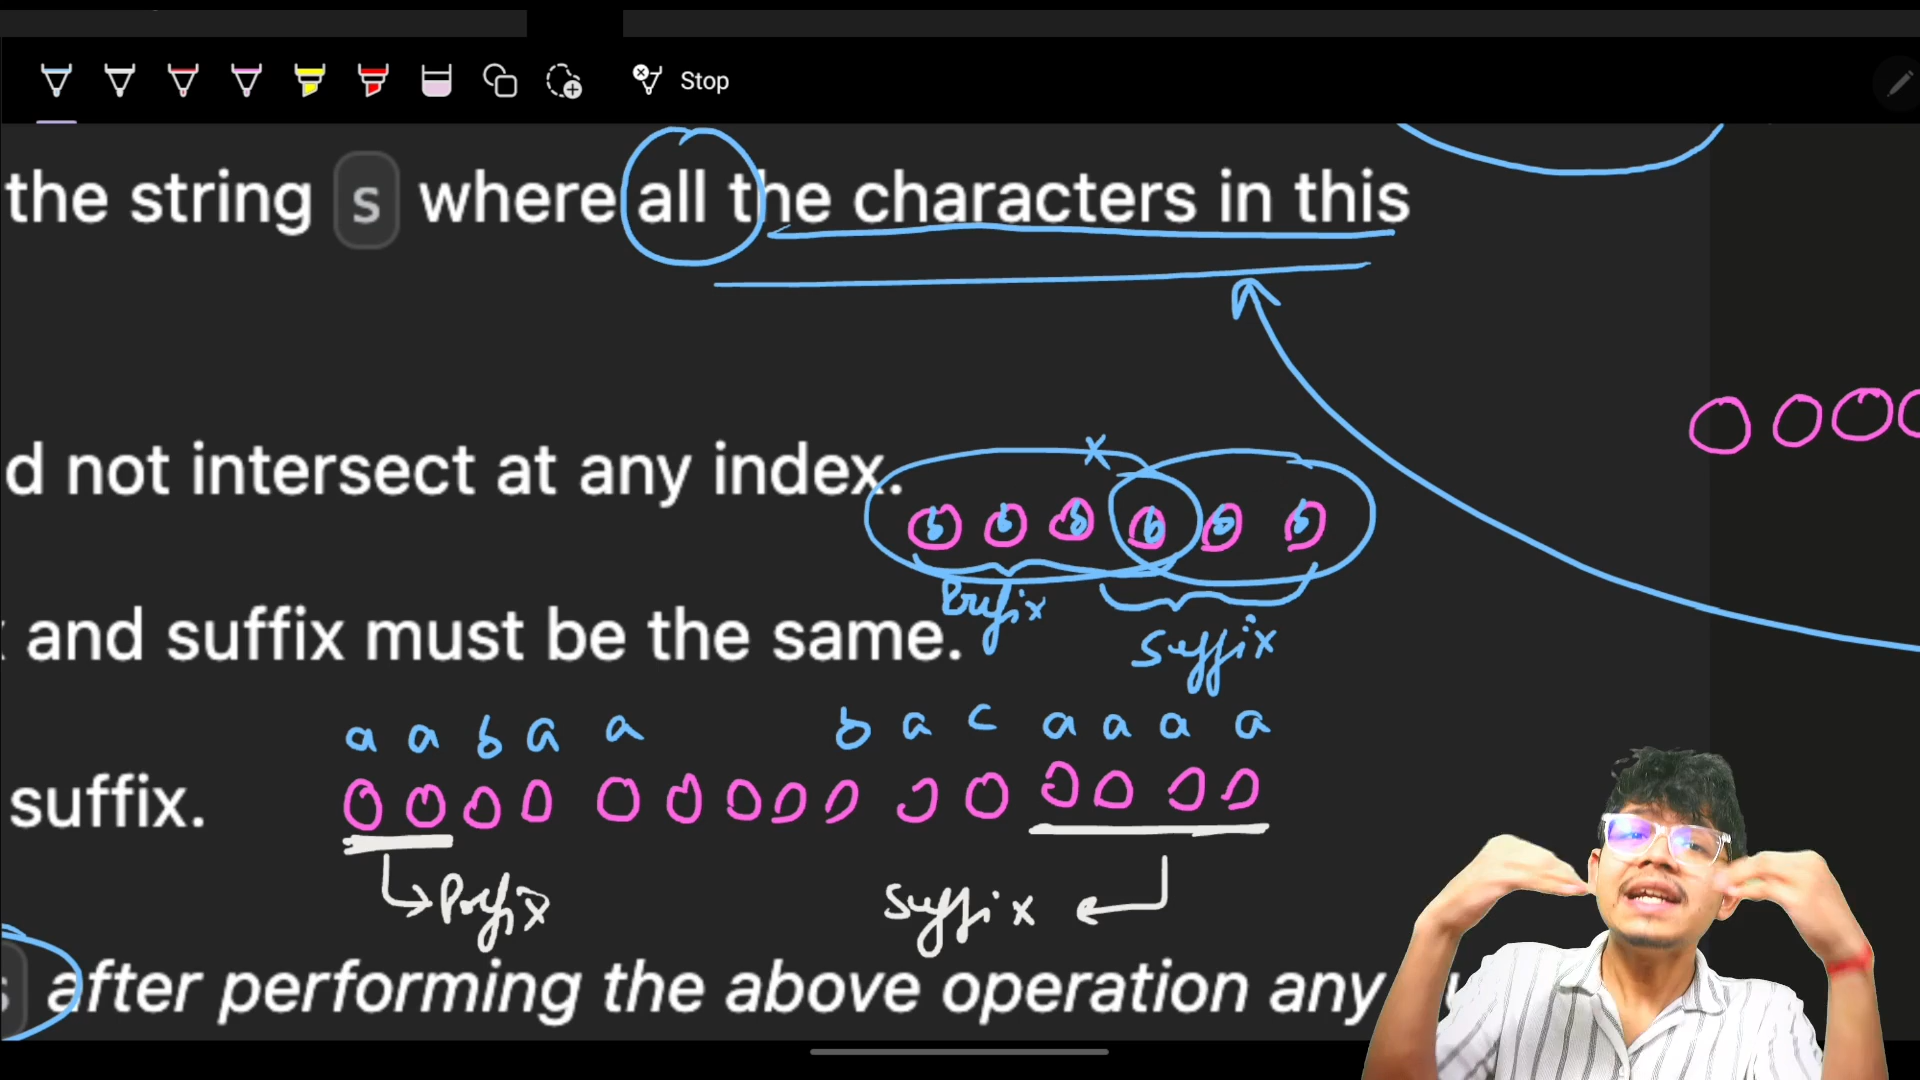 Stop
the string s where all the characters in this
d not intersect at any index.
x
b b b b b b
Prefix
Suffix
and suffix must be the same.
a a b a a b a c a a a a
suffix.
Prefix
Suffix
s after performing the above operation any